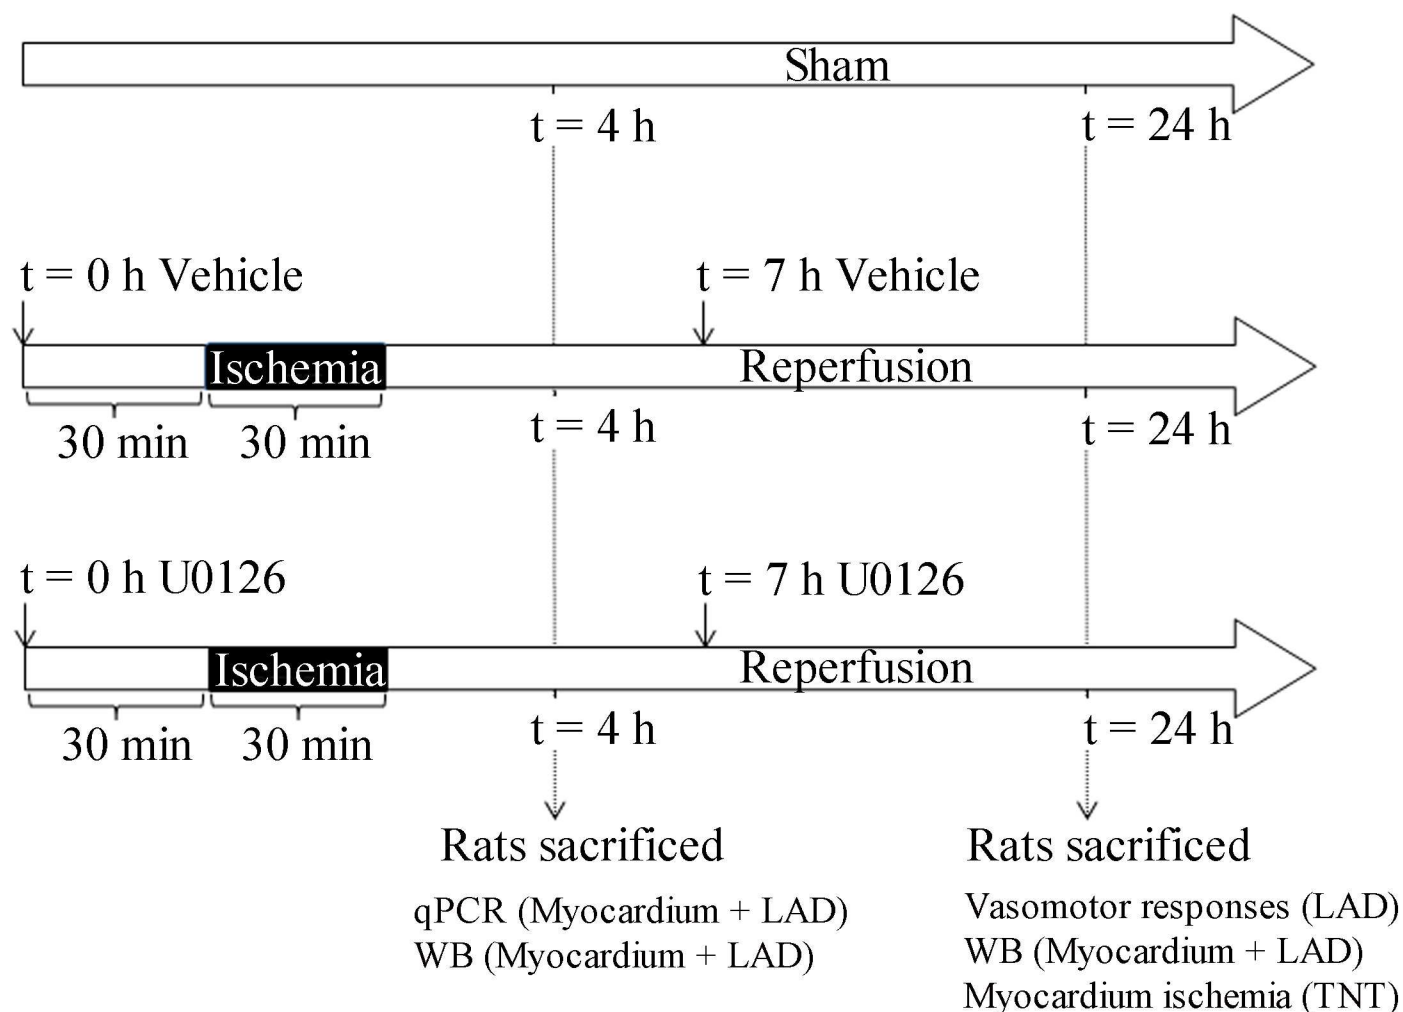 Sham
t = 4 h
t = 24 h
t = 0 h Vehicle
t = 7 h Vehicle
Ischemia
Reperfusion
30 min
30 min
t = 4 h
t = 24 h
t = 0 h U0126
t = 7 h U0126
Ischemia
Reperfusion
30 min
30 min
t = 4 h
t = 24 h
Rats sacrificed
qPCR (Myocardium + LAD)
WB (Myocardium + LAD)
Rats sacrificed
Vasomotor responses (LAD)
WB (Myocardium + LAD)
Myocardium ischemia (TNT)